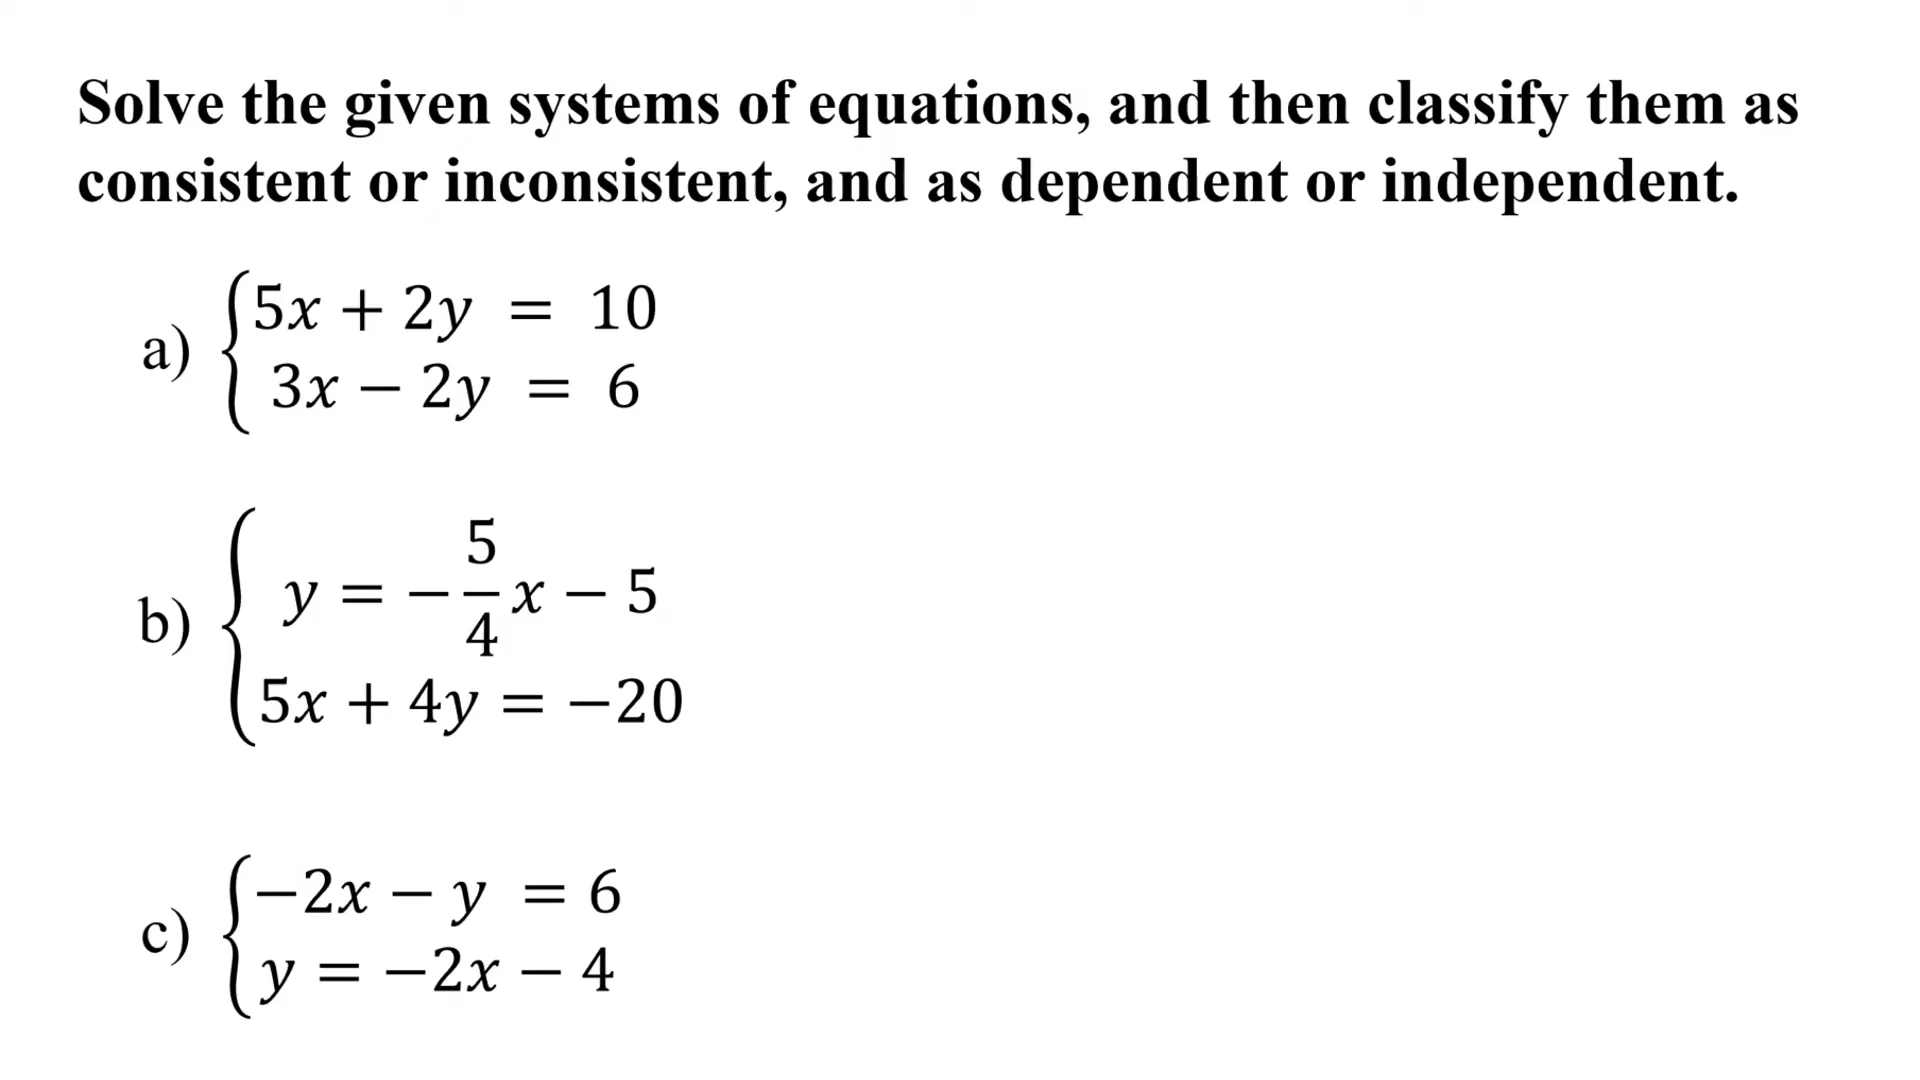 Solve the given systems of equations, and then classify them as
consistent or inconsistent, and as dependent or independent.
a) {5x + 2y = 10
3x − 2y = 6
b) {y = −5/4x − 5
5x + 4y = −20
c) {−2x − y = 6
y = −2x − 4